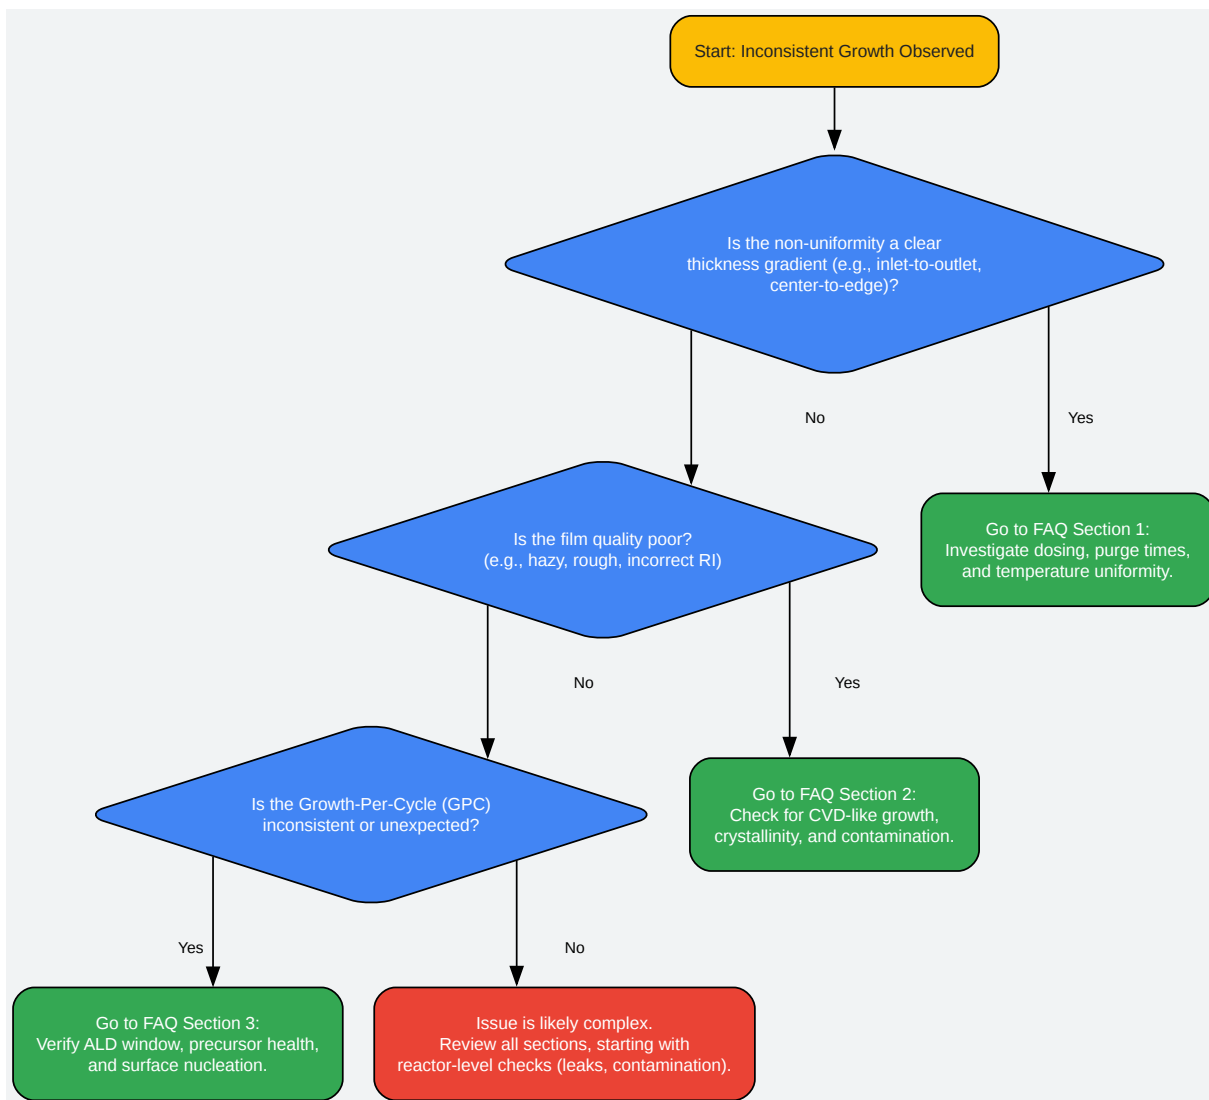 Start: Inconsistent Growth Observed
Is the non-uniformity a clear
thickness gradient (e.g., inlet-to-outlet,
center-to-edge)?
No
Yes
Go to FAQ Section 1:
Investigate dosing, purge times,
and temperature uniformity.
Is the film quality poor?
(e.g., hazy, rough, incorrect RI)
No
Yes
Go to FAQ Section 2:
Check for CVD-like growth,
crystallinity, and contamination.
Is the Growth-Per-Cycle (GPC)
inconsistent or unexpected?
Yes
No
Go to FAQ Section 3:
Verify ALD window, precursor health,
and surface nucleation.
Issue is likely complex.
Review all sections, starting with
reactor-level checks (leaks, contamination).